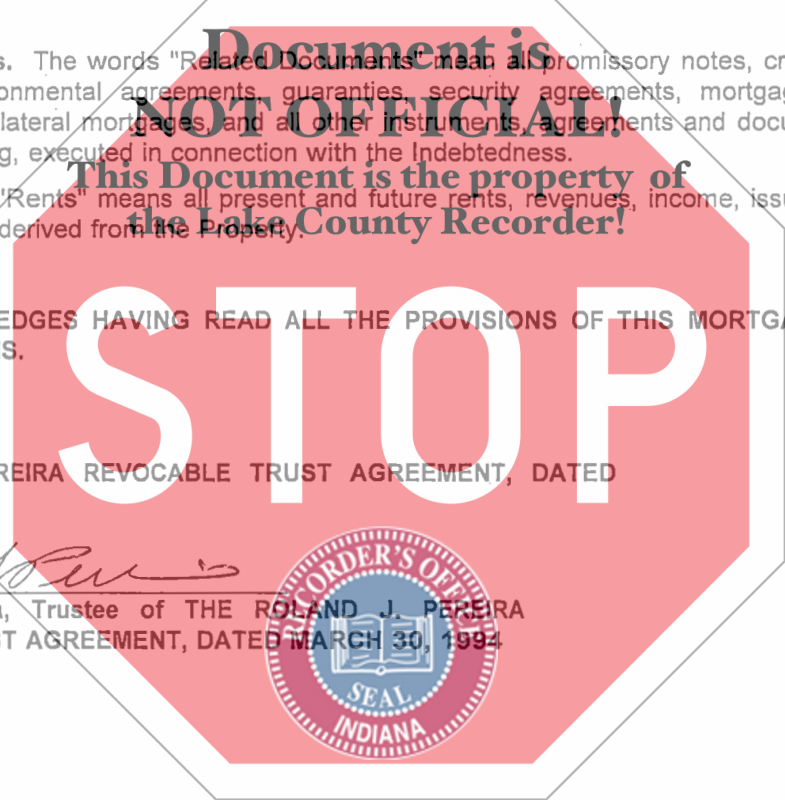 Document is
s. The words "Related Documents" mean all promissory notes, cr
onmental agreements, guaranties, security agreements, mortga
NOT OFFICIAL!
lateral mortgages, and all other instruments, agreements and docu
g, executed in connection with the Indebtedness.
This Document is the property of
"Rents" means all present and future rents, revenues, income, issu
the Lake County Recorder!
derived from the Property.
EDGES HAVING READ ALL THE PROVISIONS OF THIS MORTGA
S.
STOP
REIRA REVOCABLE TRUST AGREEMENT, DATED
a, Trustee of THE ROLAND J. PEREIRA
ST AGREEMENT, DATED MARCH 30, 1994
RECORDER'S OFFICE
SEAL
INDIANA